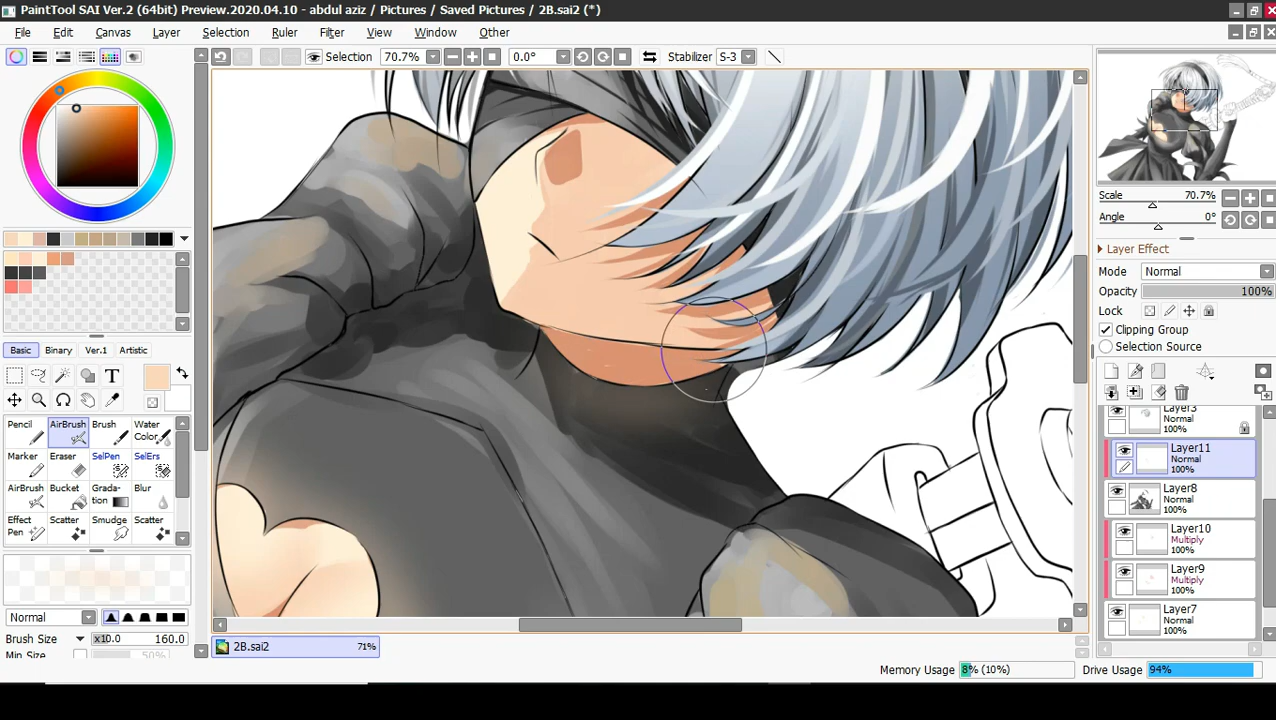 PaintTool SAI Ver.2 (64bit) Preview.2020.04.10 - abdul aziz / Pictures / Saved Pictures / 2B.sai2 (*)
File Edit Canvas Layer Selection Ruler Filter View Window Other
Selection 70.7% 0.0° Stabilizer S-3
Scale 70.7%
Angle 0°
Layer Effect
Mode Normal
Opacity 100%
Lock
Clipping Group
Selection Source
Basic Binary Ver.1 Artistic
T
Pencil AirBrush Brush Water Color
Marker Eraser SelPen SelErs
AirBrush Bucket Grada-tion Blur
Effect Pen Scatter Smudge Scatter
Normal
Brush Size x10.0 160.0
Min Size 50%
Layer3
Normal
100%
Layer11
Normal
100%
Layer8
Normal
100%
Layer10
Multiply
100%
Layer9
Multiply
100%
Layer7
Normal
100%
2B.sai2 71%
Memory Usage 8% (10%) Drive Usage 94%